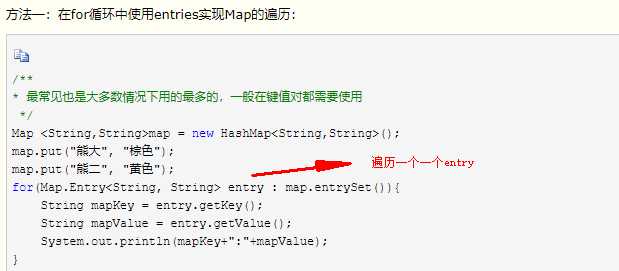 方法一：在for循环中使用entries实现Map的遍历:
/**
* 最常见也是大多数情况下用的最多的，一般在键值对都需要使用
 */
Map <String,String>map = new HashMap<String,String>();
map.put("熊大", "棕色");
map.put("熊二", "黄色");
遍历一个一个entry
for(Map.Entry<String, String> entry : map.entrySet()){
    String mapKey = entry.getKey();
    String mapValue = entry.getValue();
    System.out.println(mapKey+":"+mapValue);
}